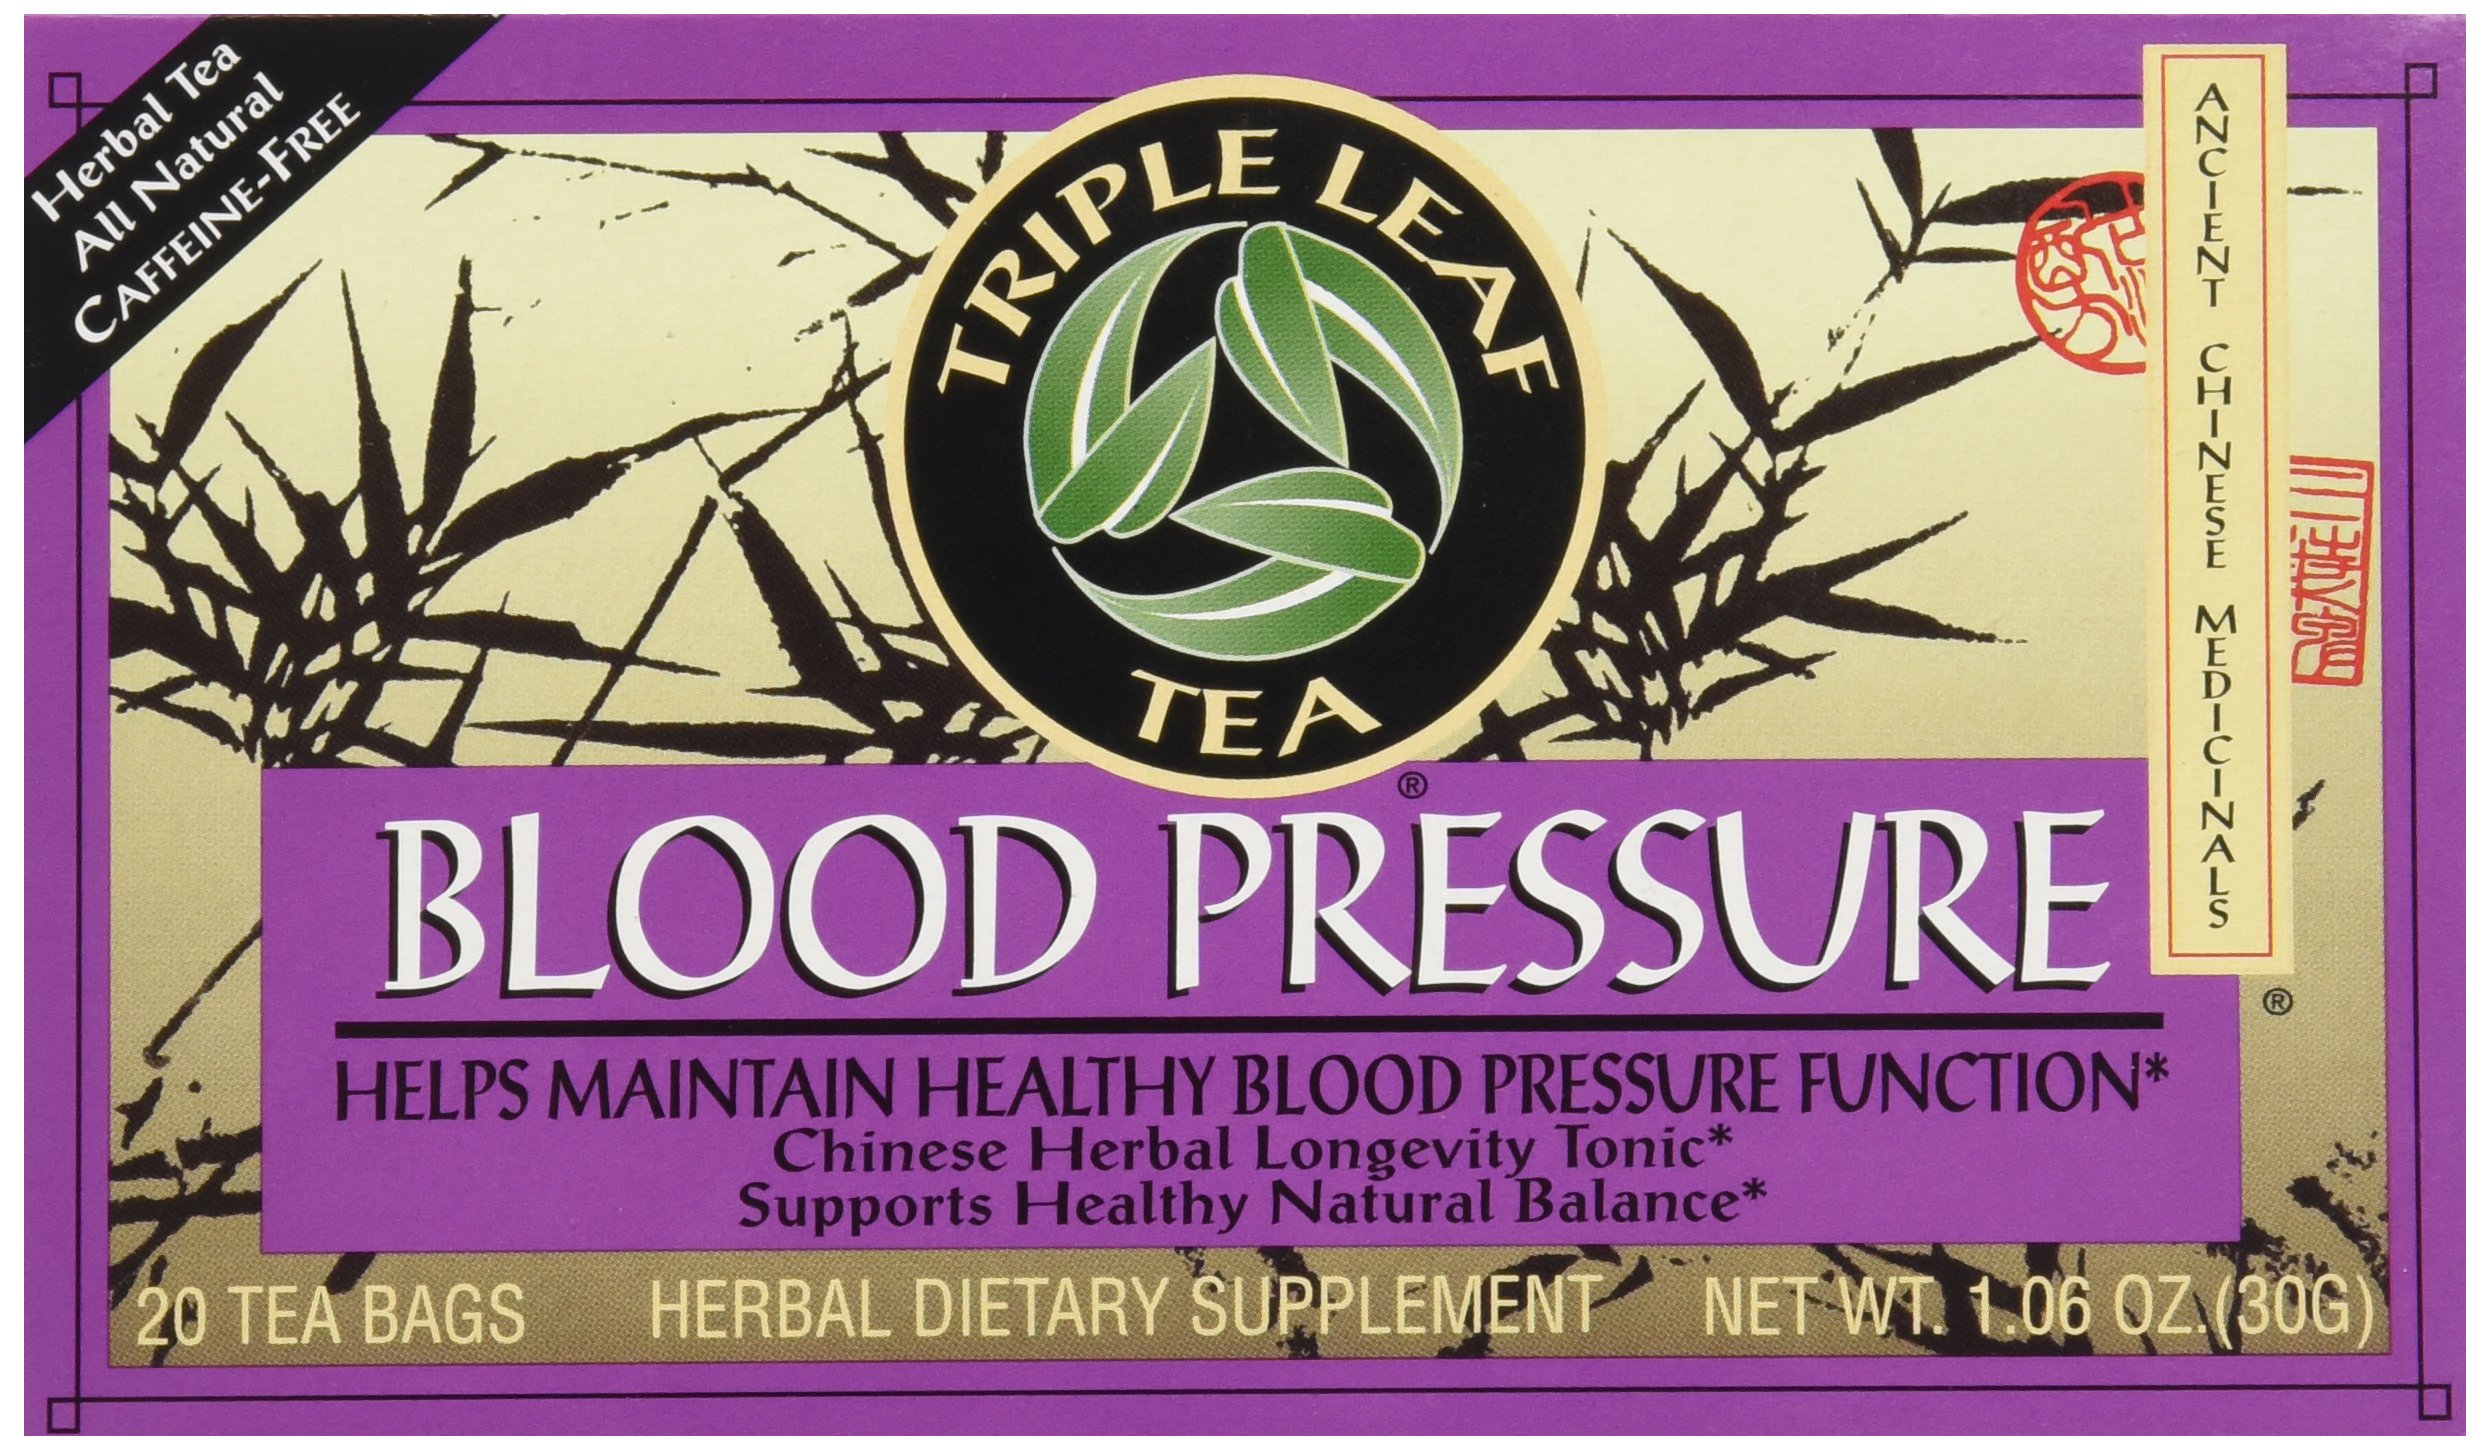 Herbal Tea
All Natural
CAFFEINE-FREE
TRIPLE LEAF
TEA
®
ANCIENT CHINESE MEDICINALS
®
BLOOD PRESSURE
HELPS MAINTAIN HEALTHY BLOOD PRESSURE FUNCTION*
Chinese Herbal Longevity Tonic*
Supports Healthy Natural Balance*
20 TEA BAGS HERBAL DIETARY SUPPLEMENT NET WT. 1.06 OZ.(30G)